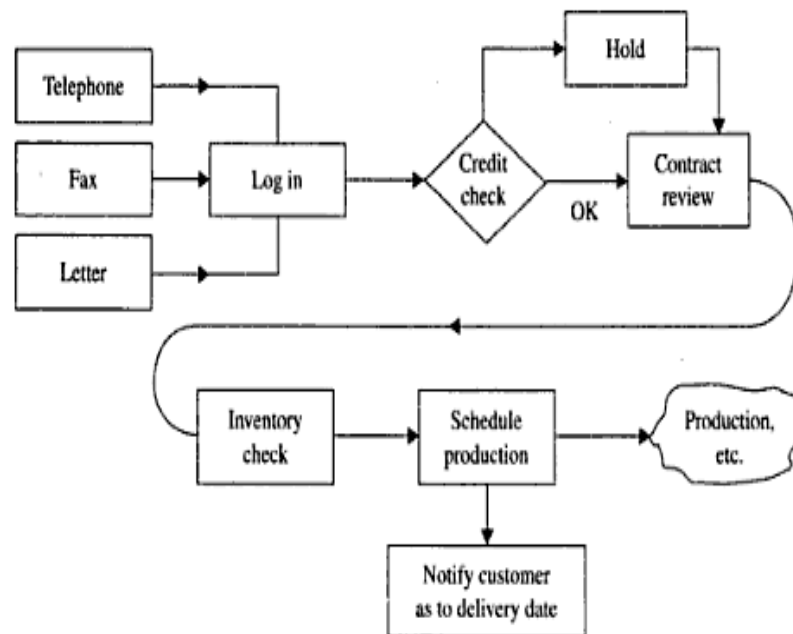 Telephone
Fax
Letter
Log in
Credit
check
OK
Hold
Contract
review
Inventory
check
Schedule
production
Production,
etc.
Notify customer
as to delivery date